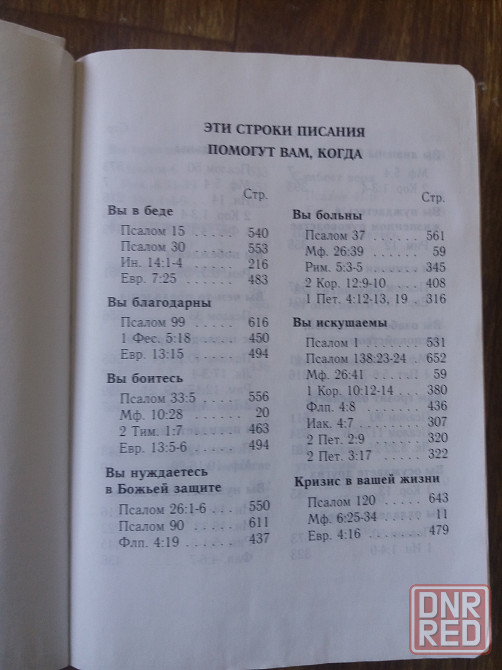 ЭТИ СТРОКИ ПИСАНИЯ
ПОМОГУТ ВАМ, КОГДА
Стр.
Вы в беде
Псалом 15 ...... 540
Псалом 30 ...... 553
Ин. 14:1-4 ...... 216
Евр. 7:25 ...... 483
Вы благодарны
Псалом 99 ...... 616
1 Фес. 5:18 ...... 450
Евр. 13:15 ...... 494
Вы боитесь
Псалом 33:5 ..... 556
Мф. 10:28 ...... 20
2 Тим. 1:7 ...... 463
Евр. 13:5-6 ...... 494
Вы нуждаетесь
в Божьей защите
Псалом 26:1-6 ... 550
Псалом 90 ...... 611
Флп. 4:19 ...... 437
Стр.
Вы больны
Псалом 37 ...... 561
Мф. 26:39 ...... 59
Рим. 5:3-5 ...... 345
2 Кор. 12:9-10 .... 408
1 Пет. 4:12-13, 19 . 316
Вы искушаемы
Псалом 1 ...... 531
Псалом 138:23-24 . 652
Мф. 26:41 ...... 59
1 Кор. 10:12-14 ... 380
Флп. 4:8 ...... 436
Иак. 4:7 ...... 307
2 Пет. 2:9 ...... 320
2 Пет. 3:17 ...... 322
Кризис в вашей жизни
Псалом 120 ..... 643
Мф. 6:25-34 ..... 11
Евр. 4:16 ...... 479
DNR
RED